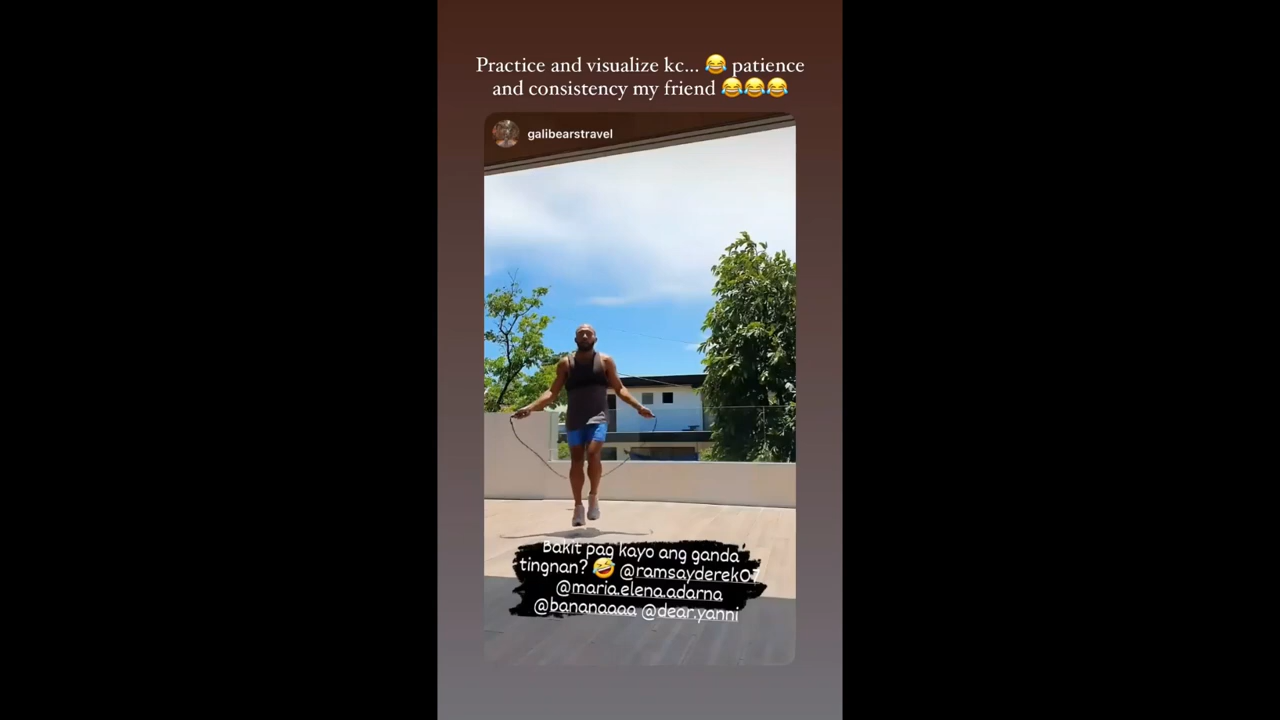 Practice and visualize kc... 😂 patience
and consistency my friend 😂😂😂
galibearstravel
Bakit pag kayo ang ganda
tingnan? 🤣 @ramsayderek07
@maria.elena.adarna
@bananaaaa @dear.yanni